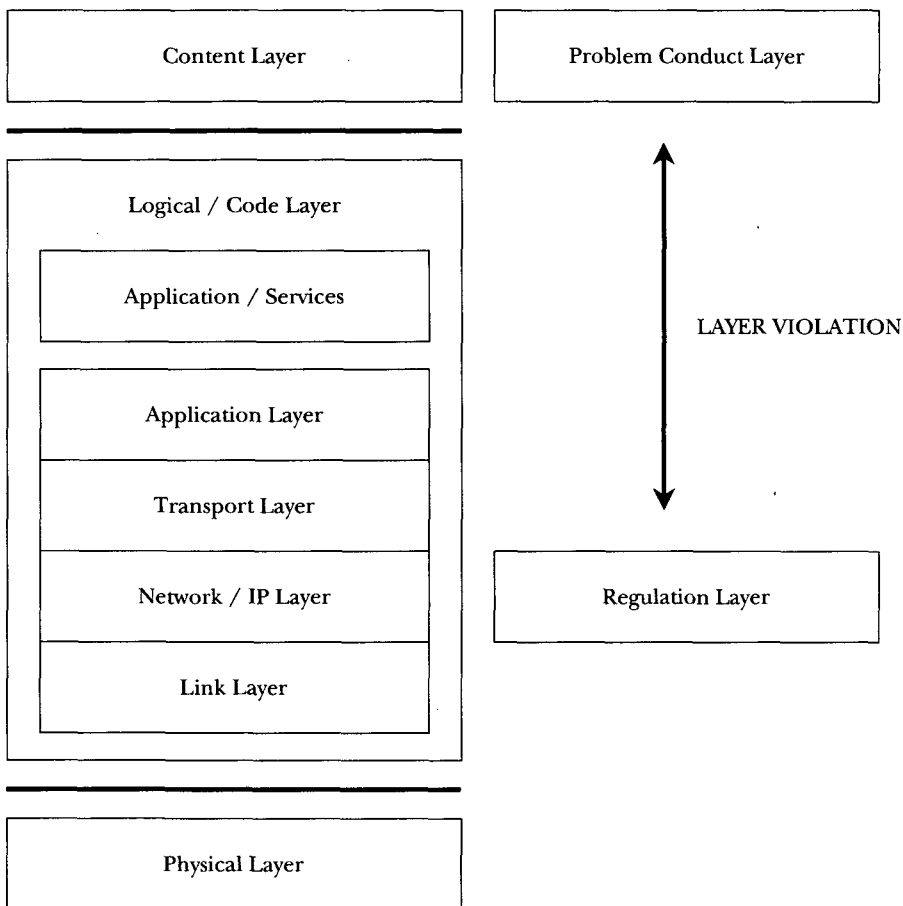 Content Layer
Problem Conduct Layer
Logical / Code Layer
Application / Services
LAYER VIOLATION
Application Layer
Transport Layer
Network / IP Layer
Regulation Layer
Link Layer
Physical Layer